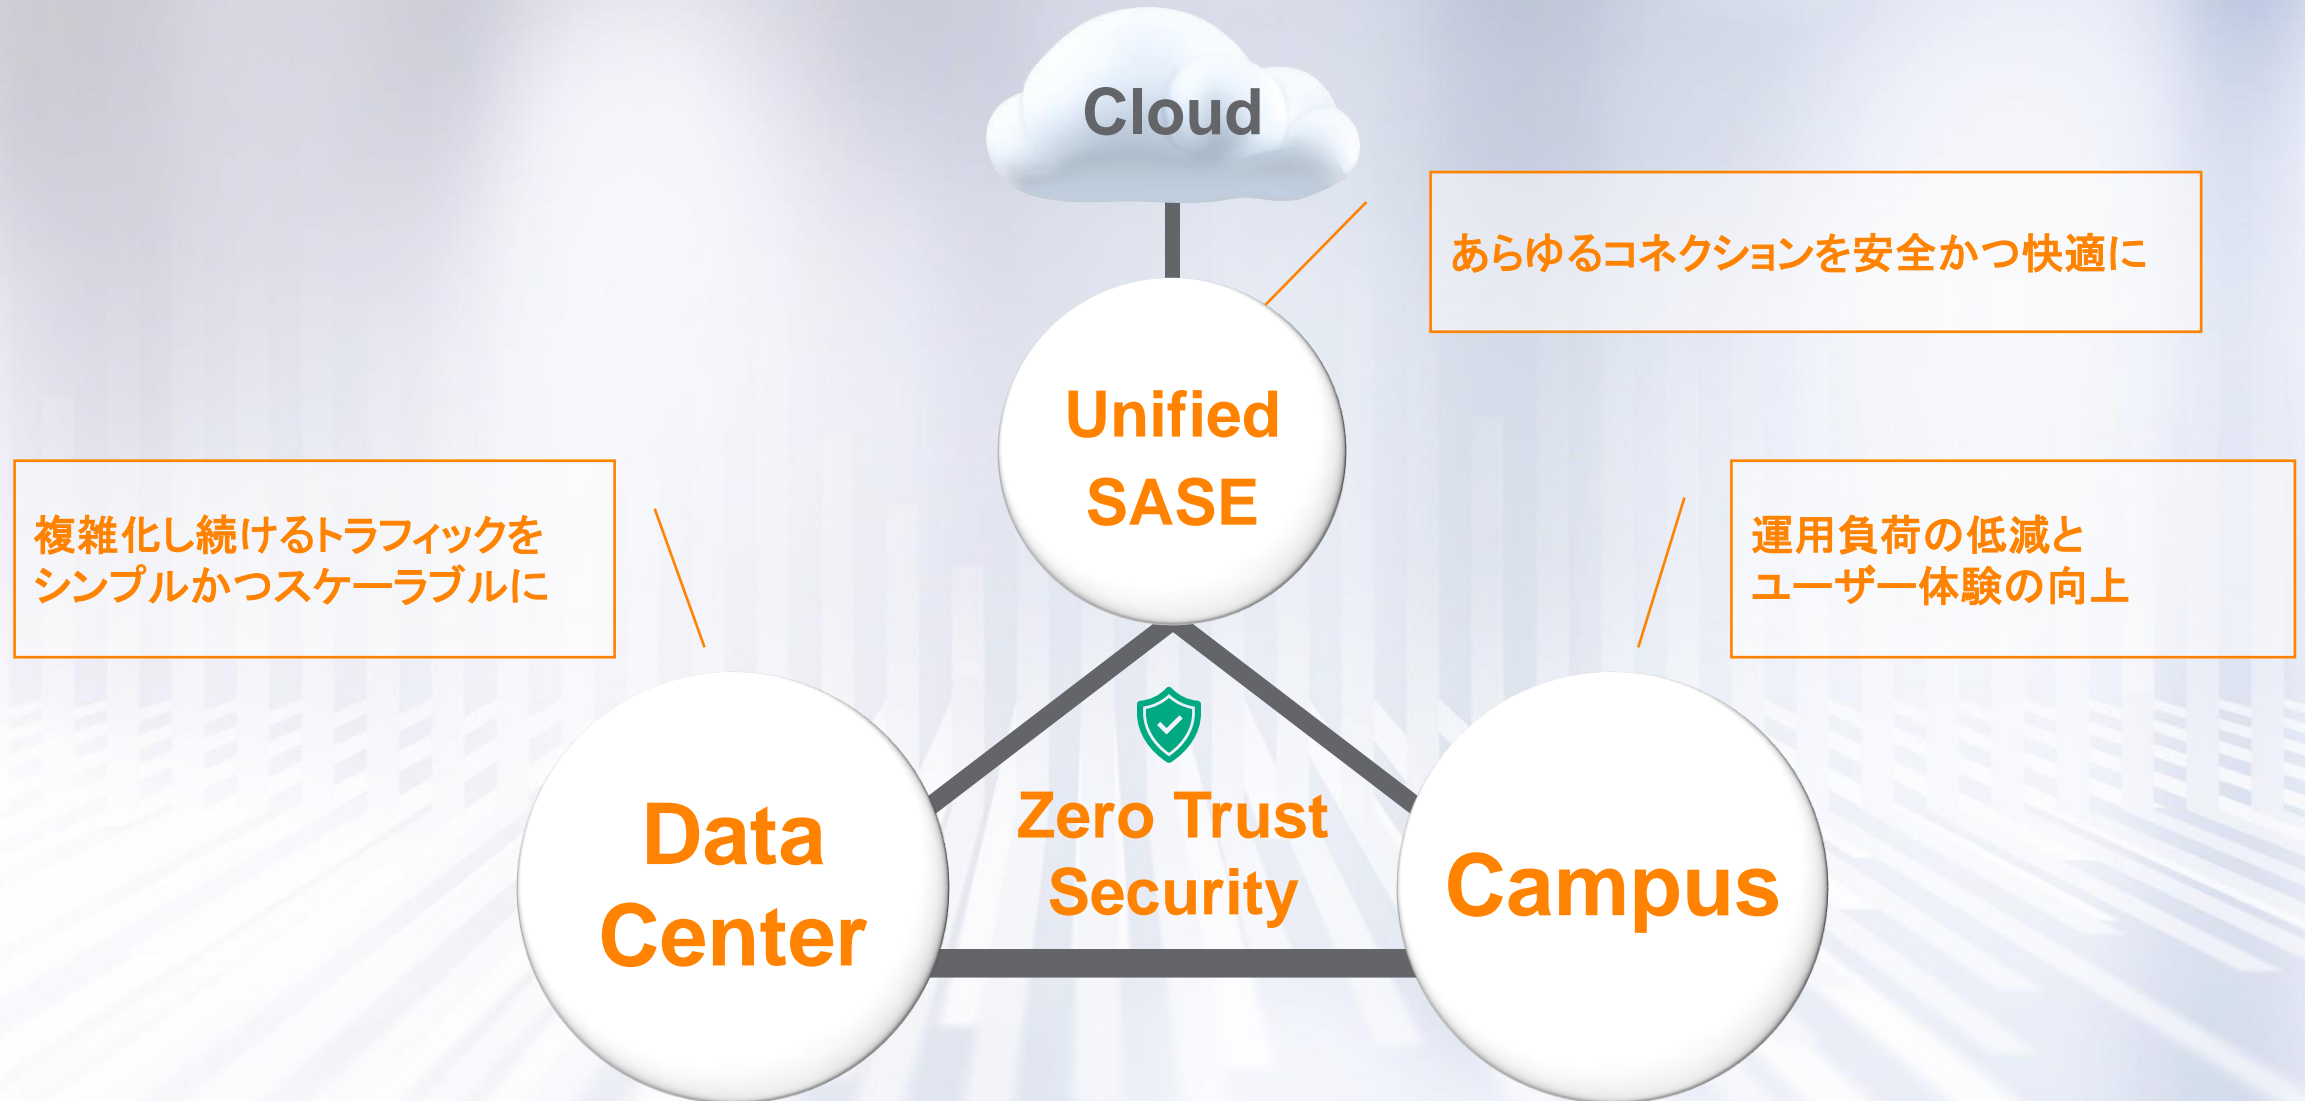 Cloud
あらゆるコネクションを安全かつ快適に
Unified
SASE
複雑化し続けるトラフィックを
シンプルかつスケーラブルに
運用負荷の低減と
ユーザー体験の向上
Zero Trust
Security
Data
Center
Campus